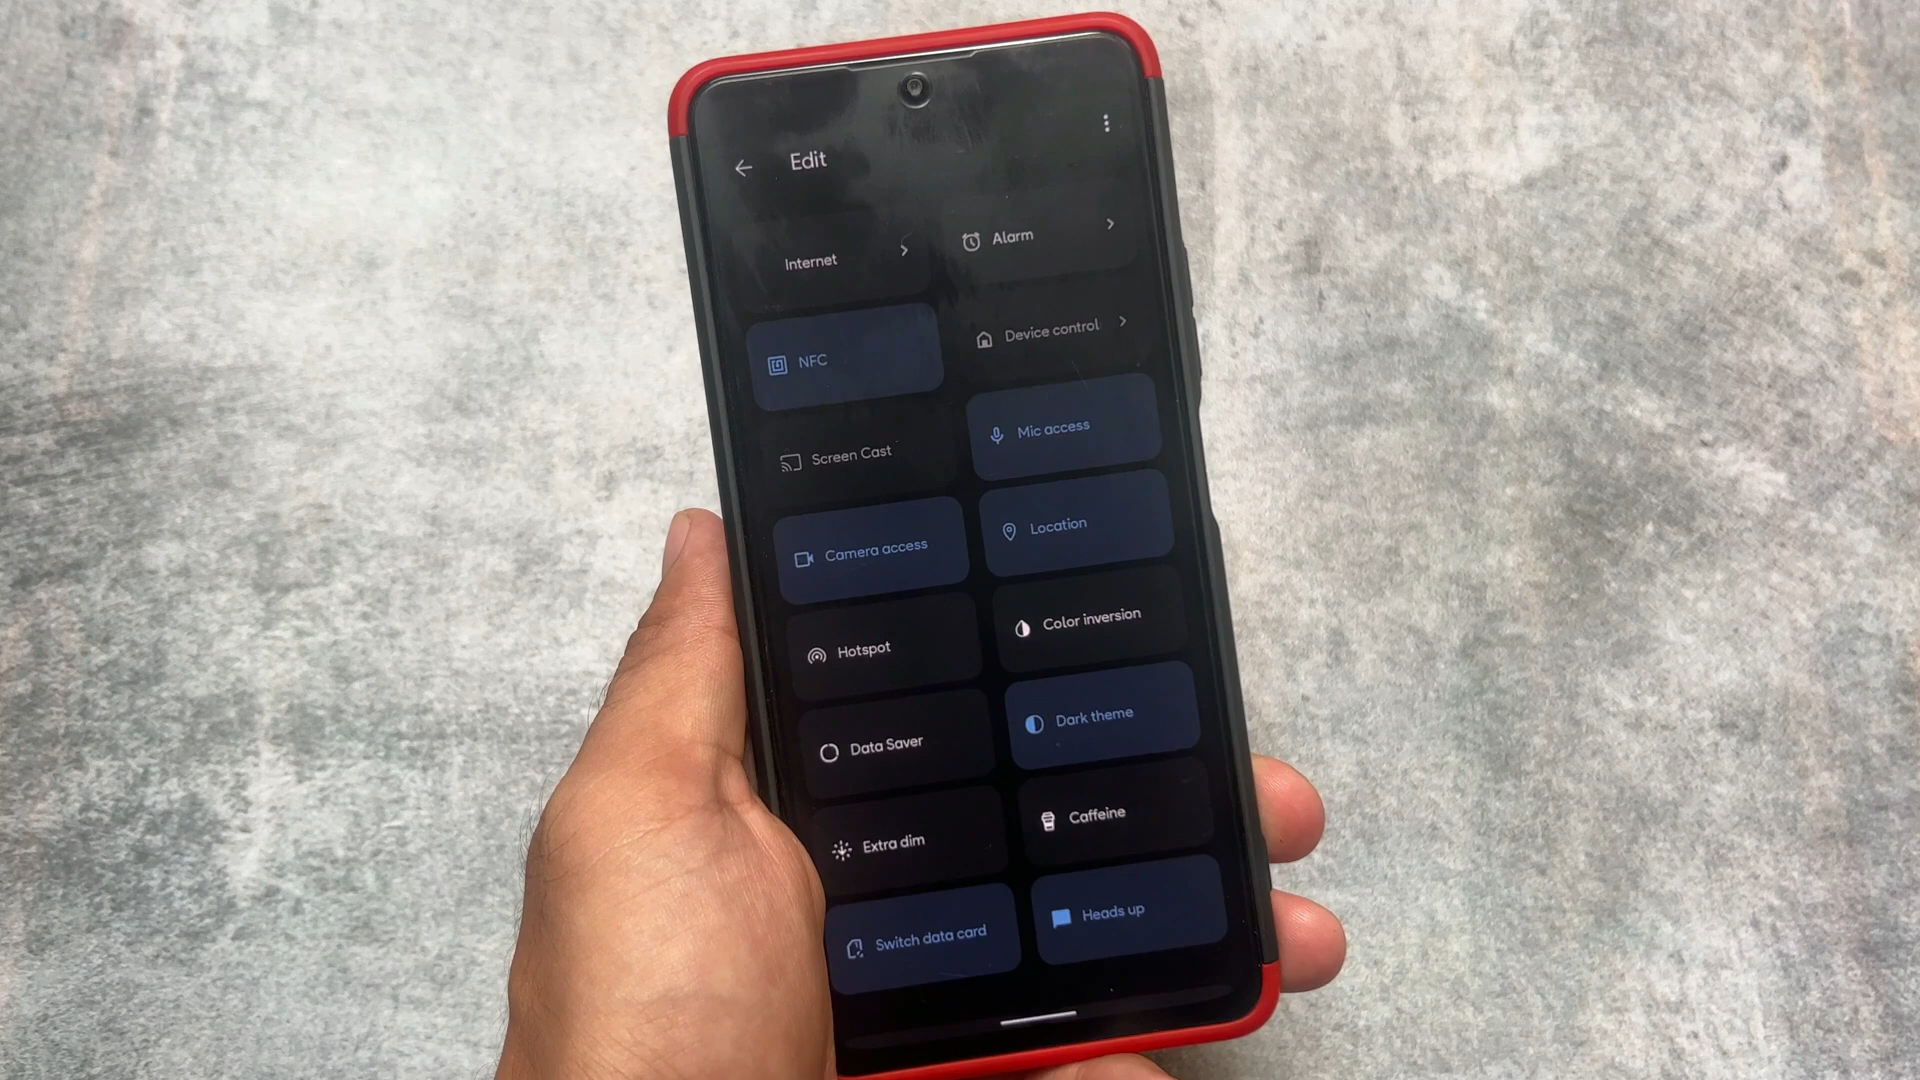 Edit
Internet
Alarm
NFC
Device control
Screen Cast
Mic access
Camera access
Location
Hotspot
Color inversion
Data Saver
Dark theme
Extra dim
Caffeine
Switch data card
Heads up